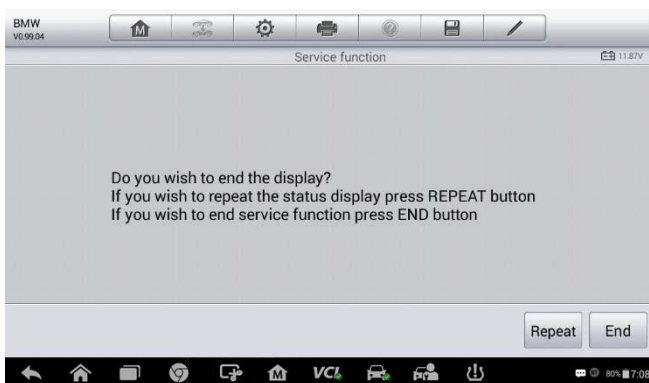 BMW
V0.99.04
M
?
Service function
11.87V
Do you wish to end the display?
If you wish to repeat the status display press REPEAT button
If you wish to end service function press END button
Repeat
End
M
VCI
80%
7:08